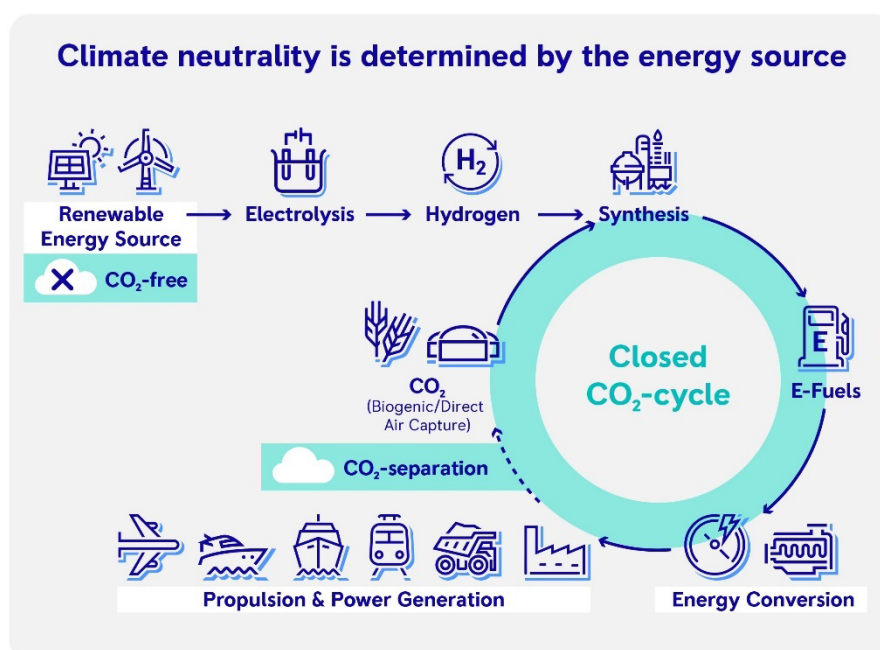 Climate neutrality is determined by the energy source
H₂
Renewable
Energy Source
Electrolysis
Hydrogen
Synthesis
CO₂-free
E
E-Fuels
Closed
CO₂-cycle
CO₂
(Biogenic/Direct
Air Capture)
CO₂-separation
Propulsion & Power Generation
Energy Conversion